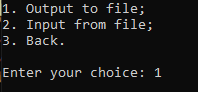 1. Output to file;
2. Input from file;
3. Back.
Enter your choice: 1